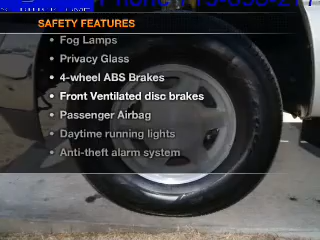 SAFETY FEATURES
• Fog Lamps
• Privacy Glass
• 4-wheel ABS Brakes
• Front Ventilated disc brakes
• Passenger Airbag
• Daytime running lights
• Anti-theft alarm system